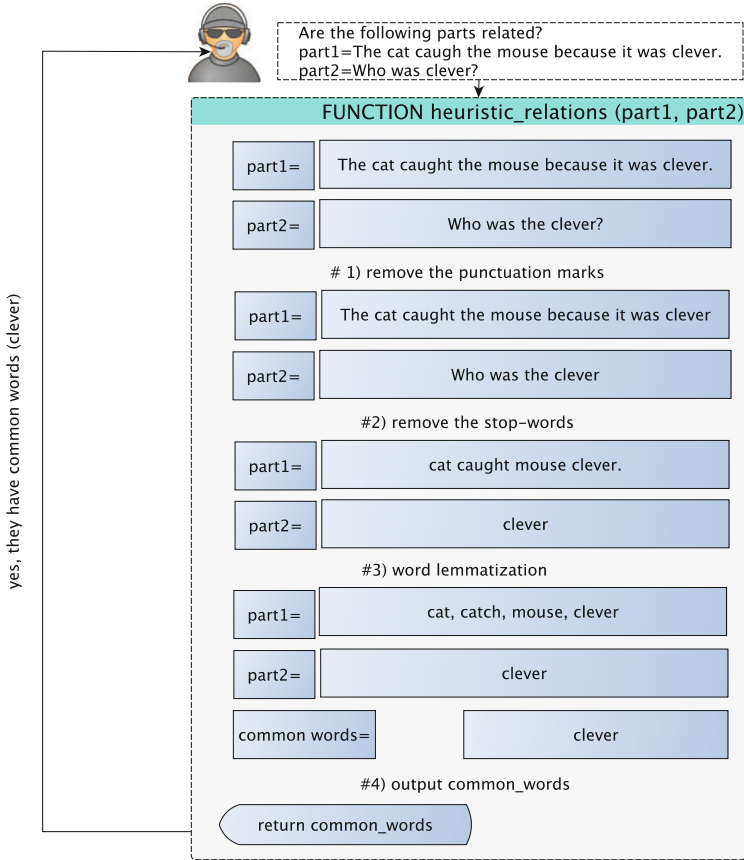 Are the following parts related?
part1=The cat caugh the mouse because it was clever.
part2=Who was clever?
FUNCTION heuristic_relations (part1, part2)
part1=
The cat caught the mouse because it was clever.
part2=
Who was the clever?
# 1) remove the punctuation marks
part1=
The cat caught the mouse because it was clever
part2=
Who was the clever
#2) remove the stop-words
part1=
cat caught mouse clever.
part2=
clever
#3) word lemmatization
part1=
cat, catch, mouse, clever
part2=
clever
common words=
clever
#4) output common_words
return common_words
yes, they have common words (clever)